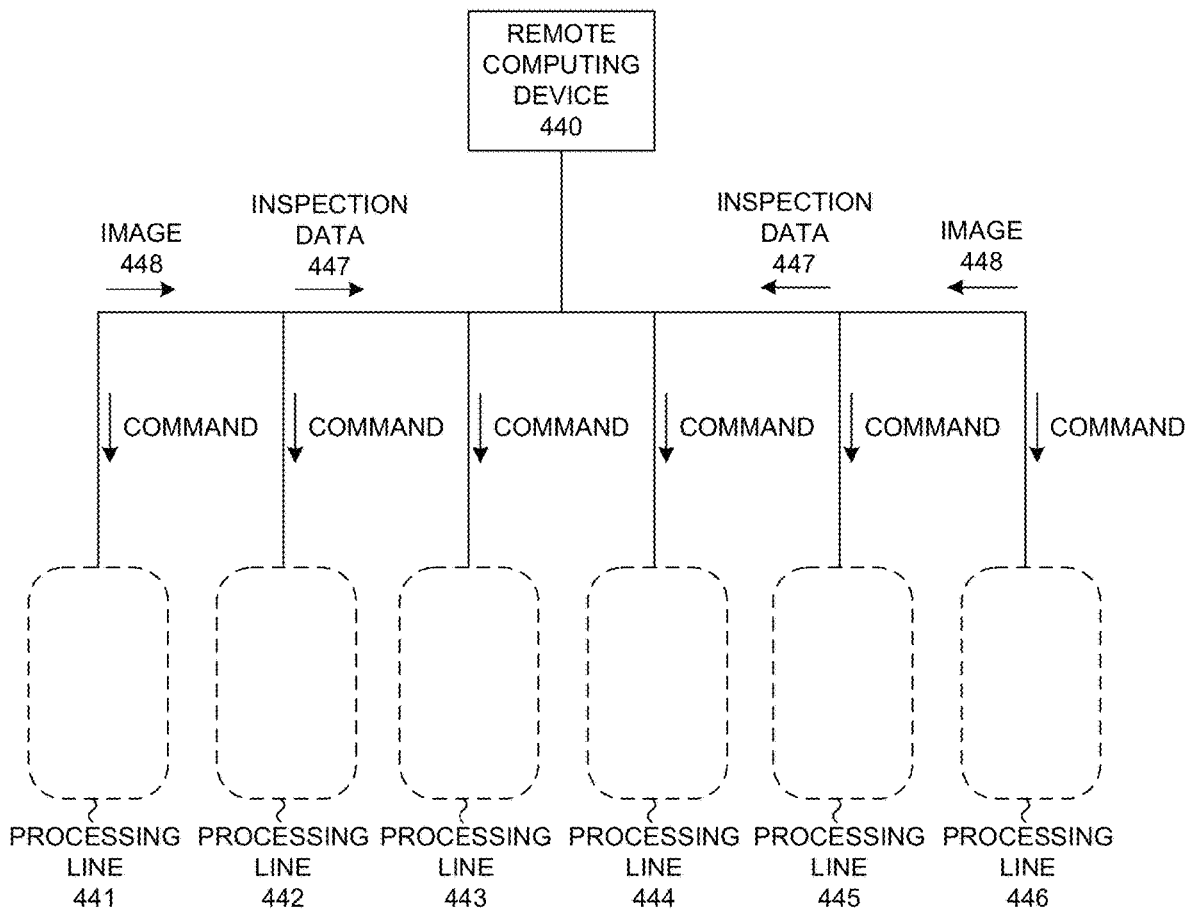 REMOTE
COMPUTING
DEVICE
440
IMAGE
448
INSPECTION
DATA
447
INSPECTION
DATA
447
IMAGE
448
COMMAND
COMMAND
COMMAND
COMMAND
COMMAND
COMMAND
PROCESSING
LINE
441
PROCESSING
LINE
442
PROCESSING
LINE
443
PROCESSING
LINE
444
PROCESSING
LINE
445
PROCESSING
LINE
446